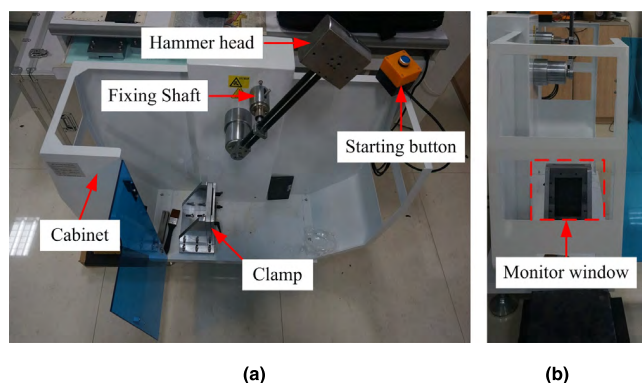 Hammer head
Fixing Shaft
Starting button
Cabinet
Clamp
Monitor window
(a)
(b)